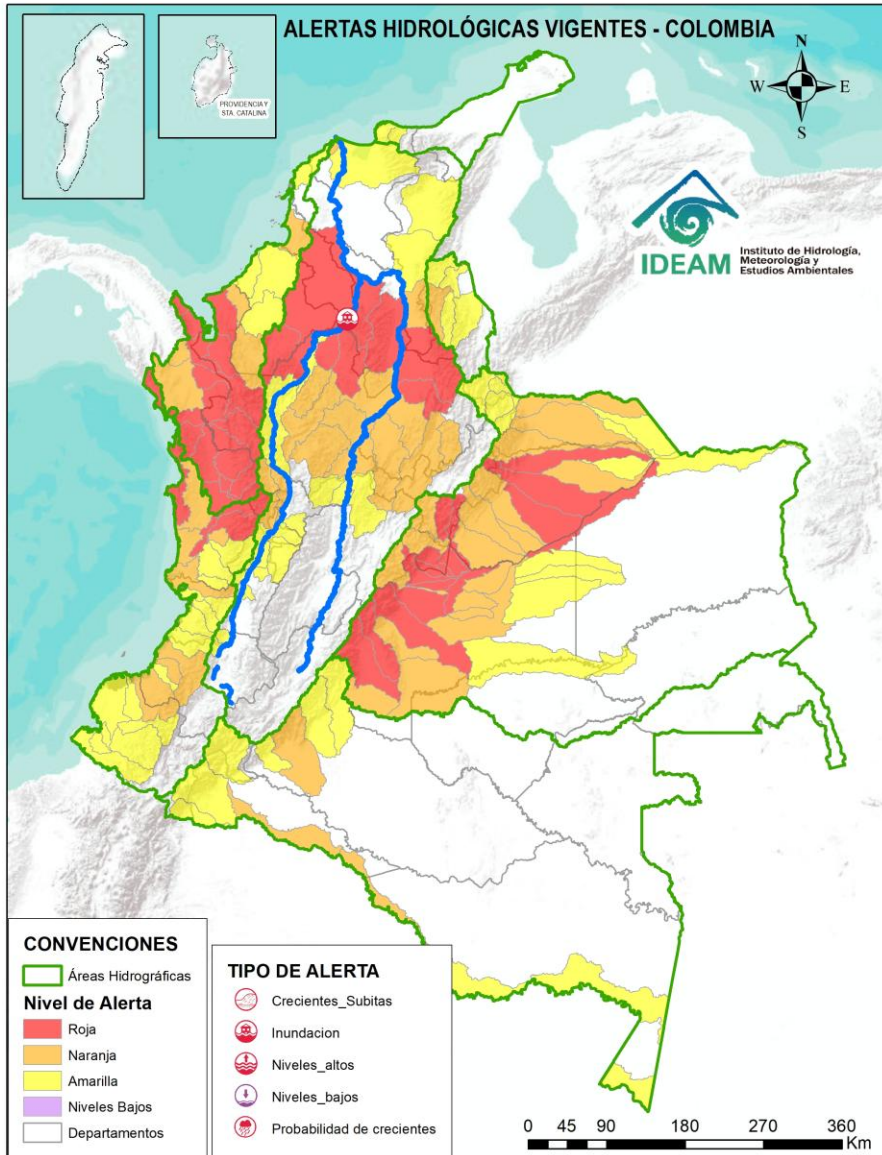 ALERTAS HIDROLÓGICAS VIGENTES - COLOMBIA
PROVIDENCIA Y
STA. CATALINA
N
W
E
S
IDEAM
Instituto de Hidrología,
Meteorología y
Estudios Ambientales
CONVENCIONES
Áreas Hidrográficas
Nivel de Alerta
Roja
Naranja
Amarilla
Niveles Bajos
Departamentos
TIPO DE ALERTA
Crecientes_Subitas
Inundacion
Niveles_altos
Niveles_bajos
Probabilidad de crecientes
0 45 90 180 270 360
Km